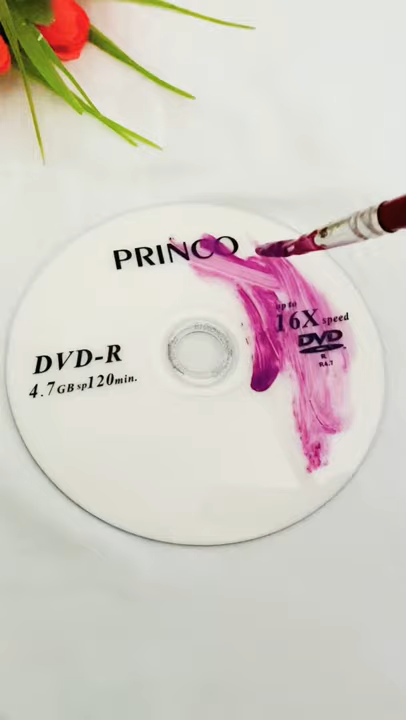 PRINCO
up to
16X speed
DVD
R
DVD-R
4.7GB sp120min.